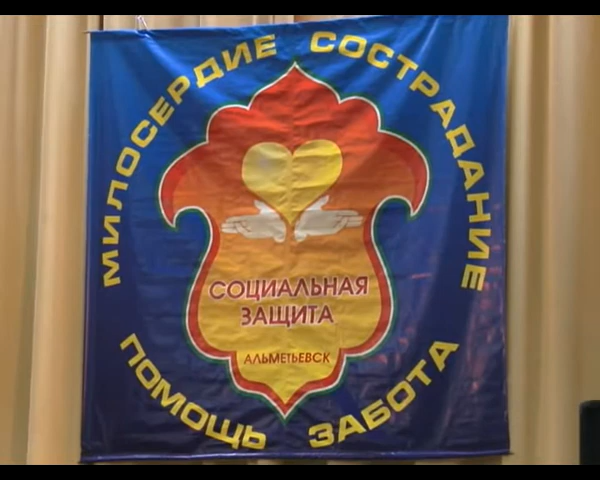 МИЛОСЕРДИЕ СОСТРАДАНИЕ
СОЦИАЛЬНАЯ
ЗАЩИТА
АЛЬМЕТЬЕВСК
ПОМОЩЬ ЗАБОТА